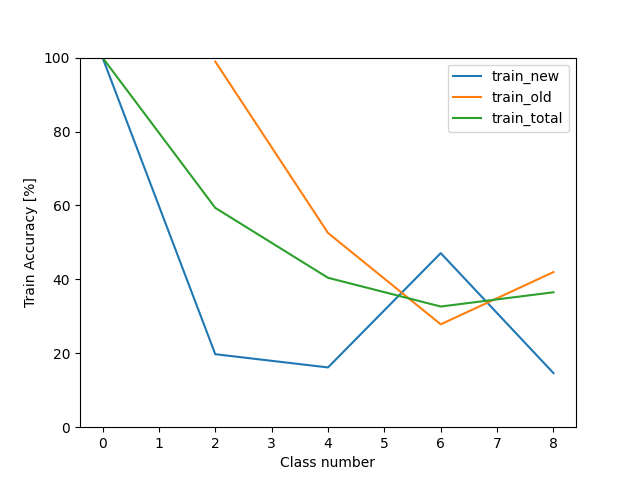 100
80
60
40
20
0
Train Accuracy [%]
train_new
train_old
train_total
0 1 2 3 4 5 6 7 8
Class number